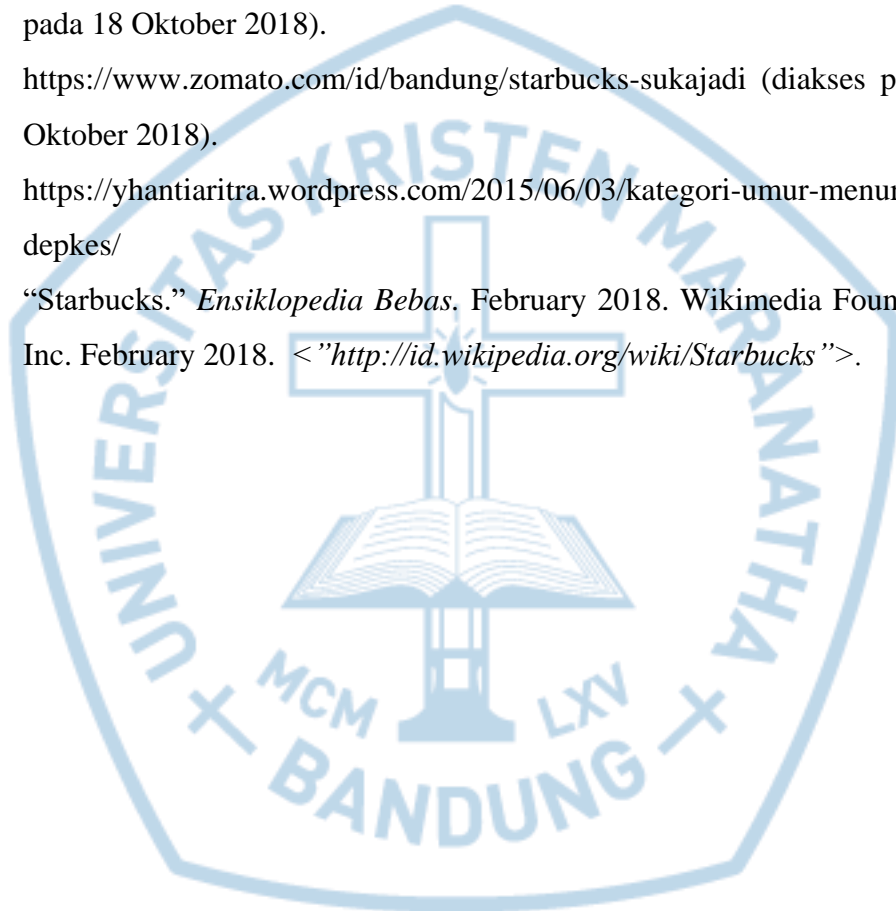 pada 18 Oktober 2018).
https://www.zomato.com/id/bandung/starbucks-sukajadi (diakses p
Oktober 2018).
https://yhantiaritra.wordpress.com/2015/06/03/kategori-umur-menur
depkes/
“Starbucks.” Ensiklopedia Bebas. February 2018. Wikimedia Foun
Inc. February 2018. <”http://id.wikipedia.org/wiki/Starbucks”>.
UNIVERSITAS KRISTEN MARANATHA
MCM LXV
BANDUNG